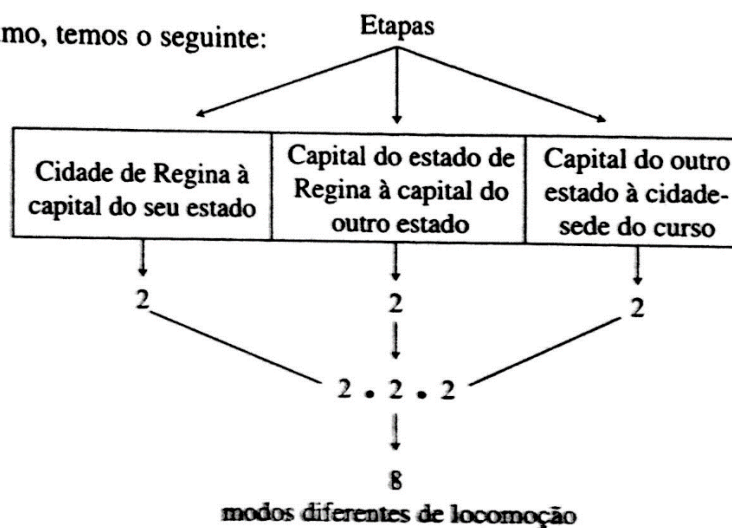 mo, temos o seguinte:
Etapas
Cidade de Regina à
capital do seu estado
Capital do estado de
Regina à capital do
outro estado
Capital do outro
estado à cidade-
sede do curso
2
2
2
2 . 2 . 2
8
modos diferentes de locomoção